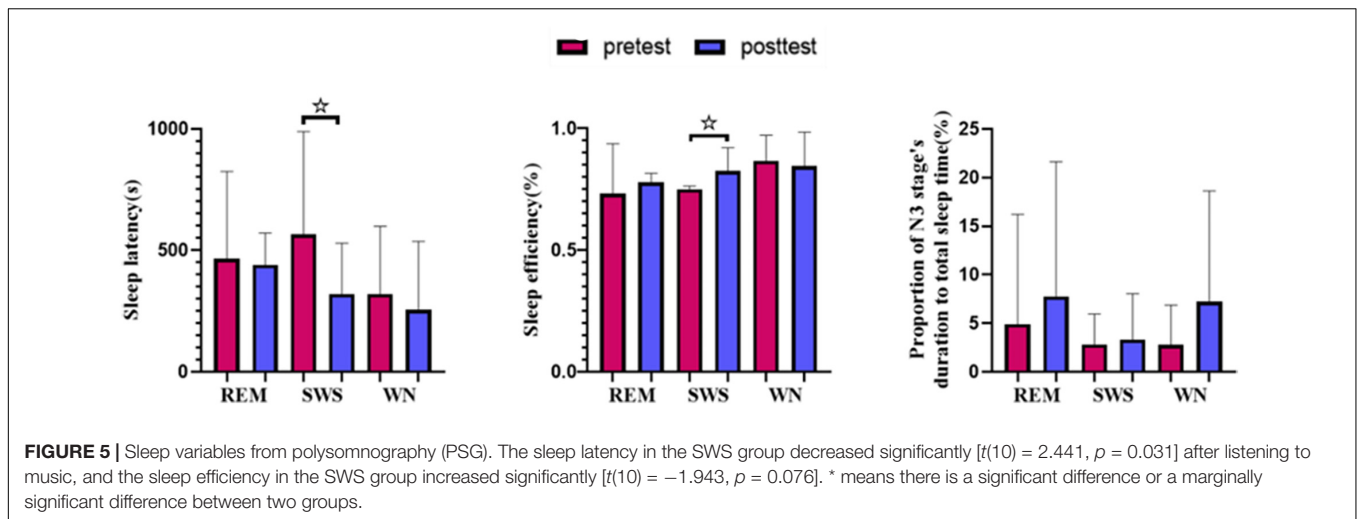 pretest posttest
Sleep latency(s)
1000
500
0
REM SWS WN
☆
Sleep efficiency(%)
1.0
0.5
0.0
REM SWS WN
☆
Proportion of N3 stage's
duration to total sleep time(%)
25
20
15
10
5
0
REM SWS WN
FIGURE 5 | Sleep variables from polysomnography (PSG). The sleep latency in the SWS group decreased significantly [t(10) = 2.441, p = 0.031] after listening to
music, and the sleep efficiency in the SWS group increased significantly [t(10) = −1.943, p = 0.076]. * means there is a significant difference or a marginally
significant difference between two groups.